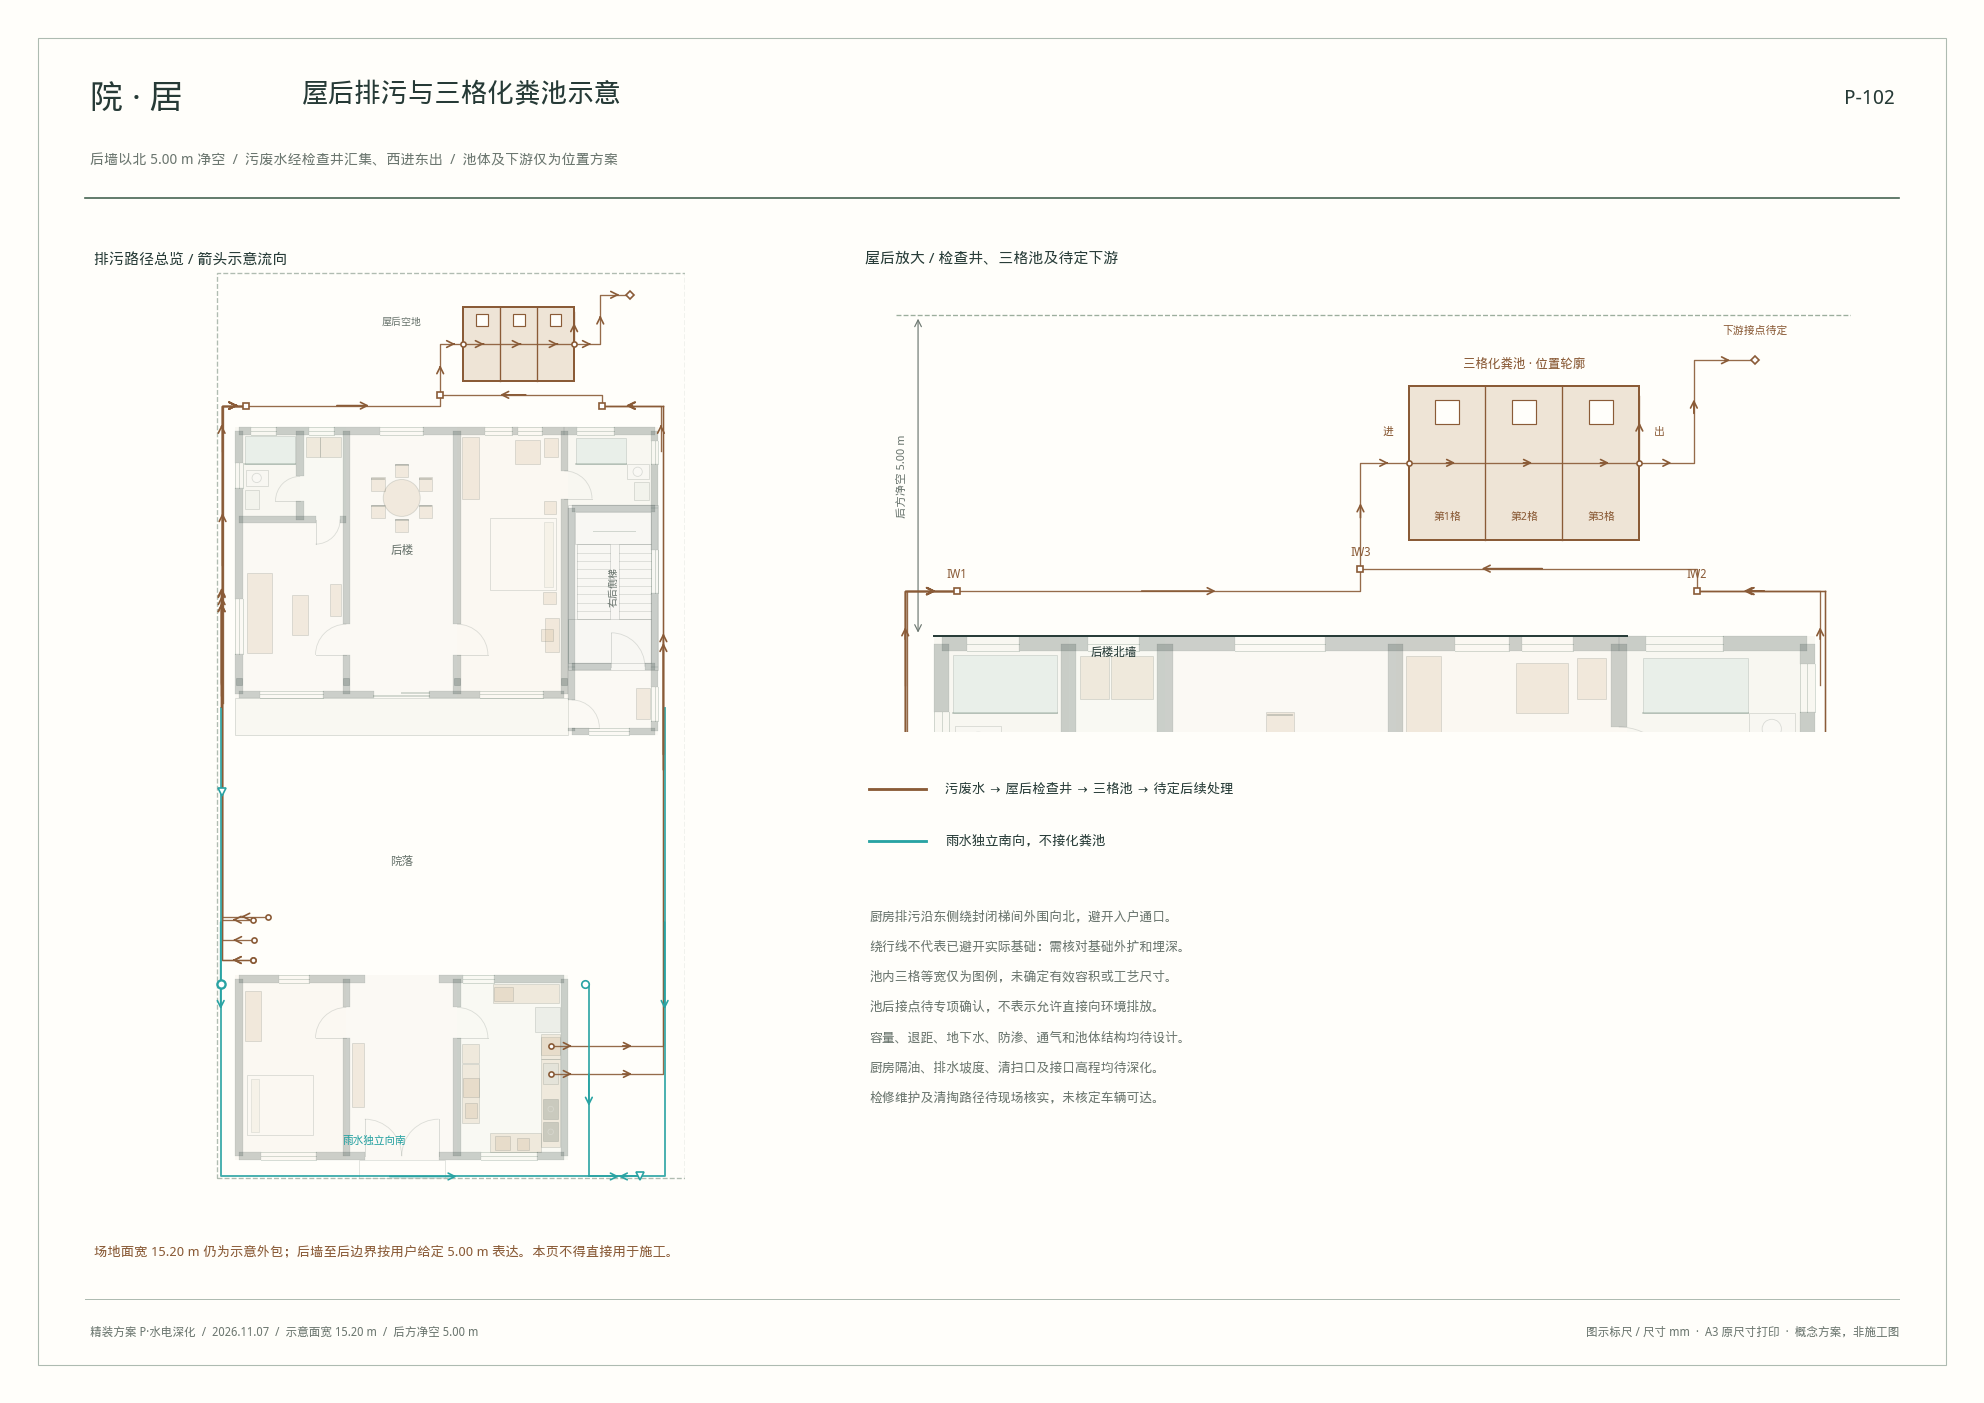 院 · 居
屋后排污与三格化粪池示意
P-102
后墙以北 5.00 m 净空 / 污废水经检查井汇集、西进东出 / 池体及下游仅为位置方案
排污路径总览 / 箭头示意流向
屋后空地
后楼
右后侧梯
院落
雨水独立向南
屋后放大 / 检查井、三格池及待定下游
下游接点待定
三格化粪池 · 位置轮廓
进
出
后方净空 5.00 m
第1格
第2格
第3格
IW3
IW1
IW2
后楼北墙
污废水 → 屋后检查井 → 三格池 → 待定后续处理
雨水独立南向，不接化粪池
厨房排污沿东侧绕封闭梯间外围向北，避开入户通口。
绕行线不代表已避开实际基础：需核对基础外扩和埋深。
池内三格等宽仅为图例，未确定有效容积或工艺尺寸。
池后接点待专项确认，不表示允许直接向环境排放。
容量、退距、地下水、防渗、通气和池体结构均待设计。
厨房隔油、排水坡度、清扫口及接口高程均待深化。
检修维护及清掏路径待现场核实，未核定车辆可达。
场地面宽 15.20 m 仍为示意外包；后墙至后边界按用户给定 5.00 m 表达。本页不得直接用于施工。
精装方案 P·水电深化 / 2026.11.07 / 示意面宽 15.20 m / 后方净空 5.00 m
图示标尺 / 尺寸 mm · A3 原尺寸打印 · 概念方案，非施工图